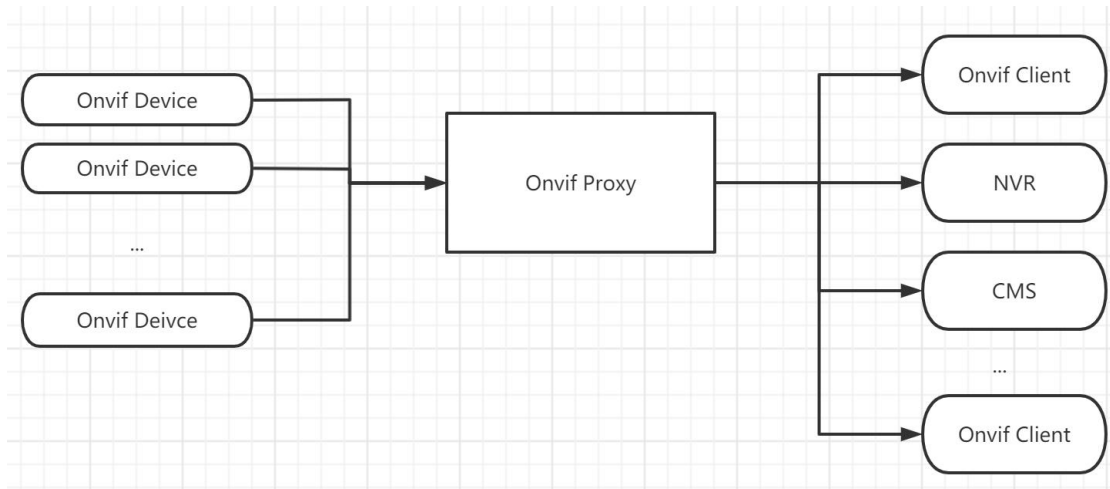 Onvif Device
Onvif Device
...
Onvif Deivce
Onvif Proxy
Onvif Client
NVR
CMS
...
Onvif Client